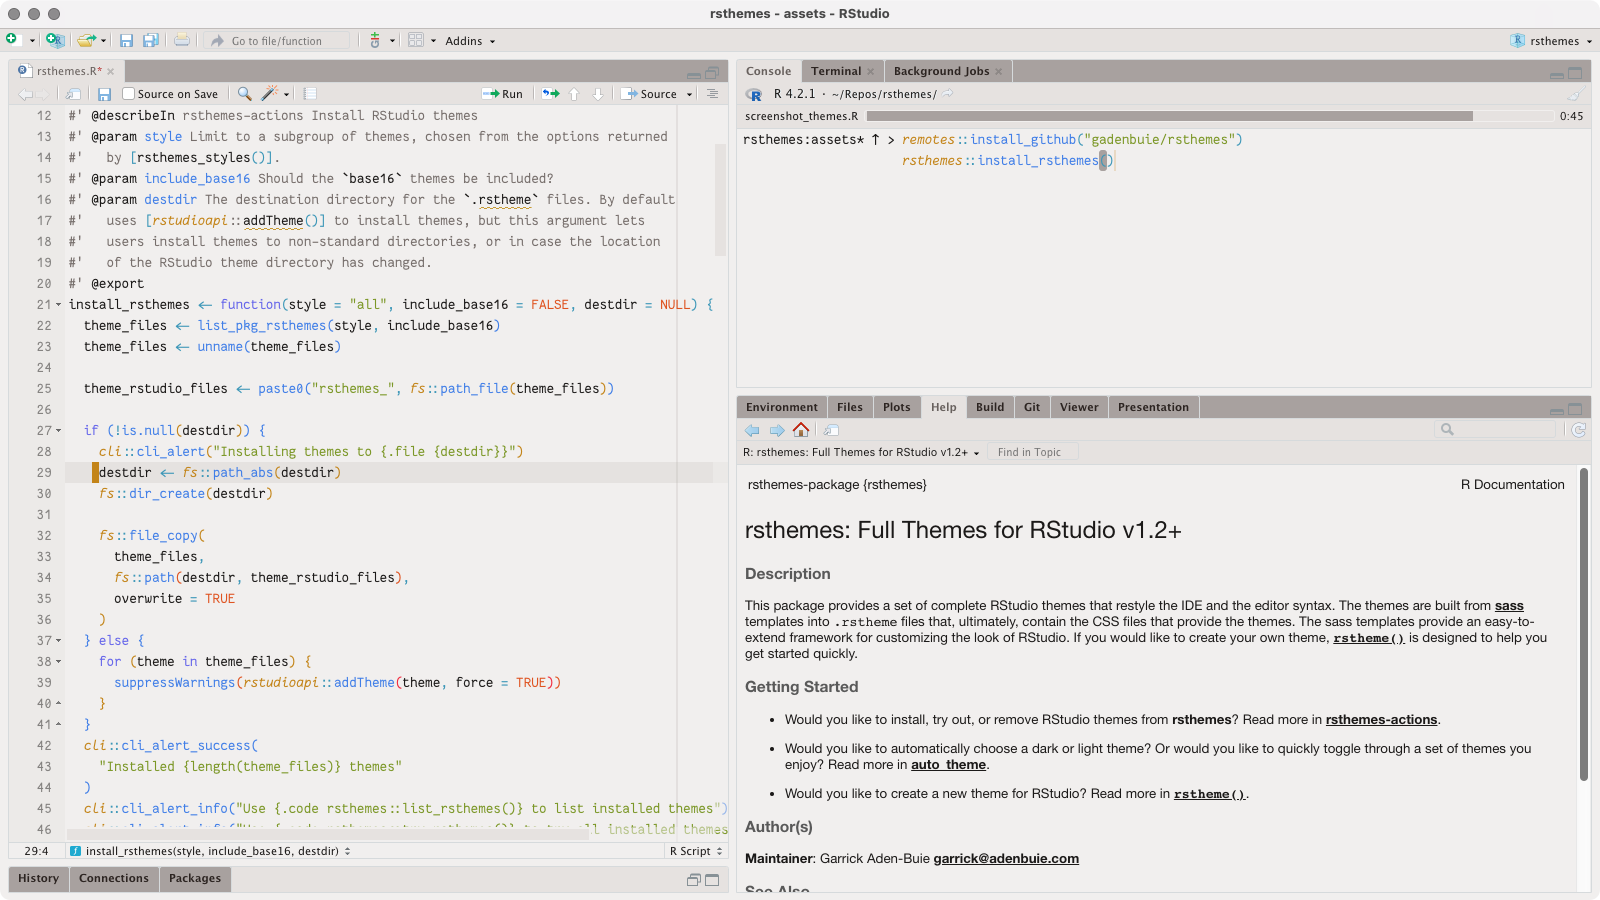 rsthemes - assets - RStudio
Go to file/function
Addins
rsthemes
rsthemes.R*
Source on Save
Run
Source
12 #' @describeIn rsthemes-actions Install RStudio themes
13 #' @param style Limit to a subgroup of themes, chosen from the options returned
14 #'   by [rsthemes_styles()].
15 #' @param include_base16 Should the `base16` themes be included?
16 #' @param destdir The destination directory for the `.rstheme` files. By default
17 #'   uses [rstudioapi::addTheme()] to install themes, but this argument lets
18 #'   users install themes to non-standard directories, or in case the location
19 #'   of the RStudio theme directory has changed.
20 #' @export
21 install_rsthemes <- function(style = "all", include_base16 = FALSE, destdir = NULL) {
22   theme_files <- list_pkg_rsthemes(style, include_base16)
23   theme_files <- unname(theme_files)
24
25   theme_rstudio_files <- paste0("rsthemes_", fs::path_file(theme_files))
26
27   if (!is.null(destdir)) {
28     cli::cli_alert("Installing themes to {.file {destdir}}")
29     destdir <- fs::path_abs(destdir)
30     fs::dir_create(destdir)
31
32     fs::file_copy(
33       theme_files,
34       fs::path(destdir, theme_rstudio_files),
35       overwrite = TRUE
36     )
37   } else {
38     for (theme in theme_files) {
39       suppressWarnings(rstudioapi::addTheme(theme, force = TRUE))
40     }
41   }
42   cli::cli_alert_success(
43     "Installed {length(theme_files)} themes"
44   )
45   cli::cli_alert_info("Use {.code rsthemes::list_rsthemes()} to list installed themes")
46   cli::cli_alert_info("Use {.code rsthemes::try_rsthemes()} to try all installed themes
29:4 install_rsthemes(style, include_base16, destdir) R Script
History Connections Packages
Console Terminal Background Jobs
R 4.2.1 · ~/Repos/rsthemes/
screenshot_themes.R 0:45
rsthemes:assets* ↑ > remotes::install_github("gadenbuie/rsthemes")
rsthemes::install_rsthemes()
Environment Files Plots Help Build Git Viewer Presentation
R: rsthemes: Full Themes for RStudio v1.2+ Find in Topic
rsthemes-package {rsthemes} R Documentation
rsthemes: Full Themes for RStudio v1.2+
Description
This package provides a set of complete RStudio themes that restyle the IDE and the editor syntax. The themes are built from sass
templates into .rstheme files that, ultimately, contain the CSS files that provide the themes. The sass templates provide an easy-to-
extend framework for customizing the look of RStudio. If you would like to create your own theme, rstheme() is designed to help you
get started quickly.
Getting Started
• Would you like to install, try out, or remove RStudio themes from rsthemes? Read more in rsthemes-actions.
• Would you like to automatically choose a dark or light theme? Or would you like to quickly toggle through a set of themes you
enjoy? Read more in auto_theme.
• Would you like to create a new theme for RStudio? Read more in rstheme().
Author(s)
Maintainer: Garrick Aden-Buie garrick@adenbuie.com
See Also